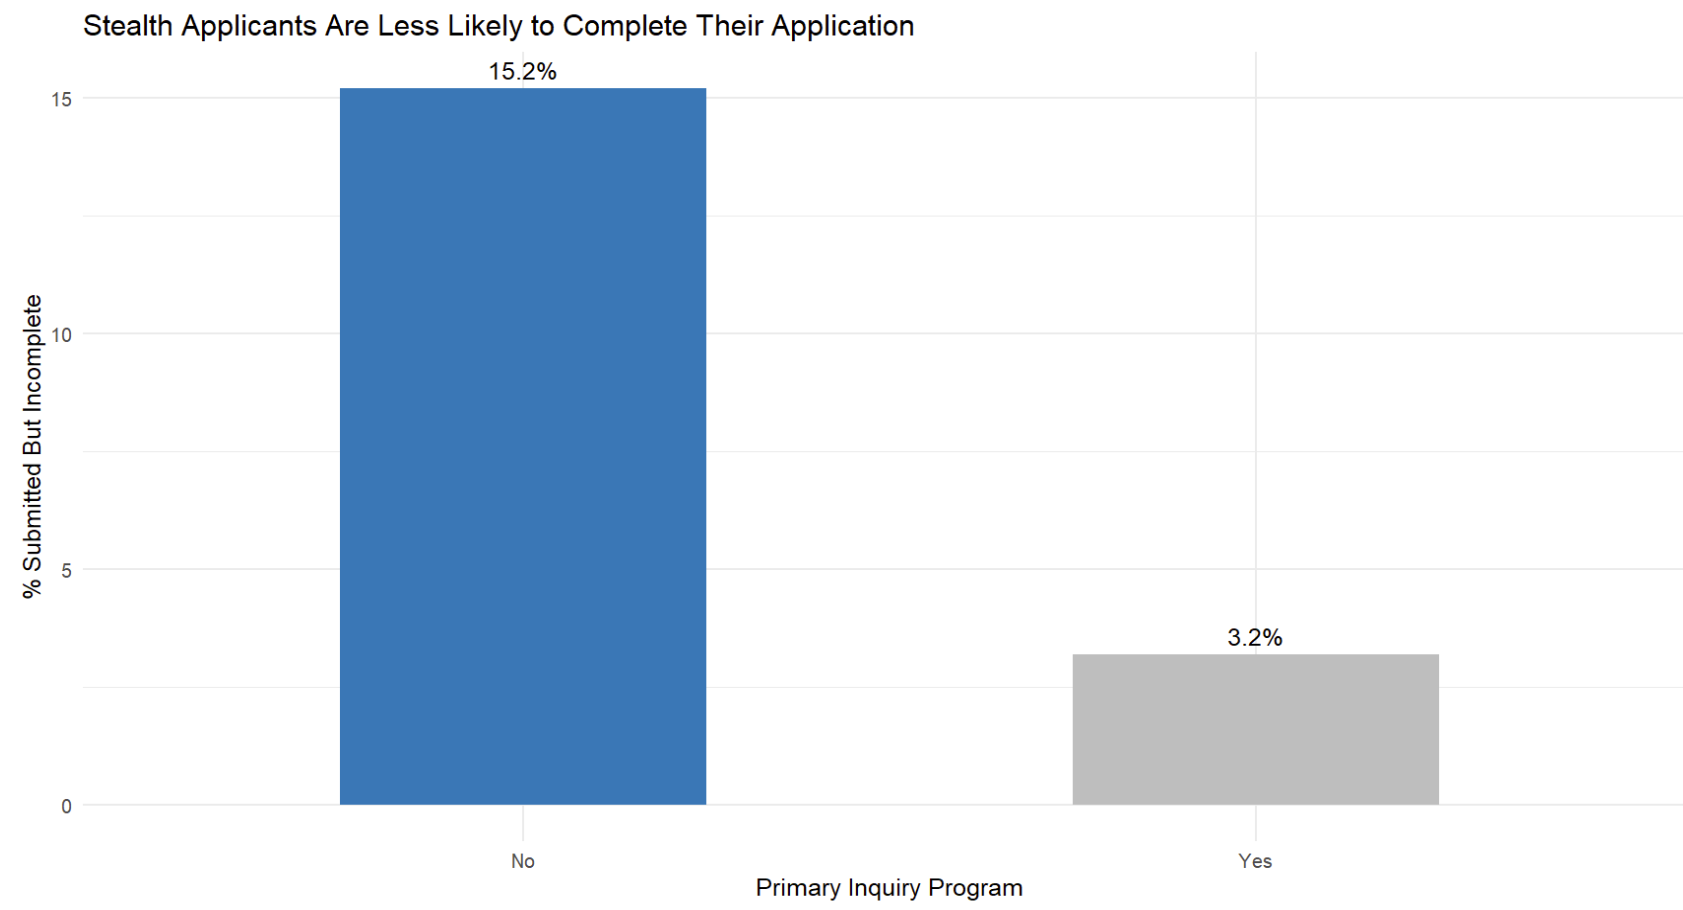 Stealth Applicants Are Less Likely to Complete Their Application
15.2%
15
10
5
0
% Submitted But Incomplete
3.2%
No
Yes
Primary Inquiry Program